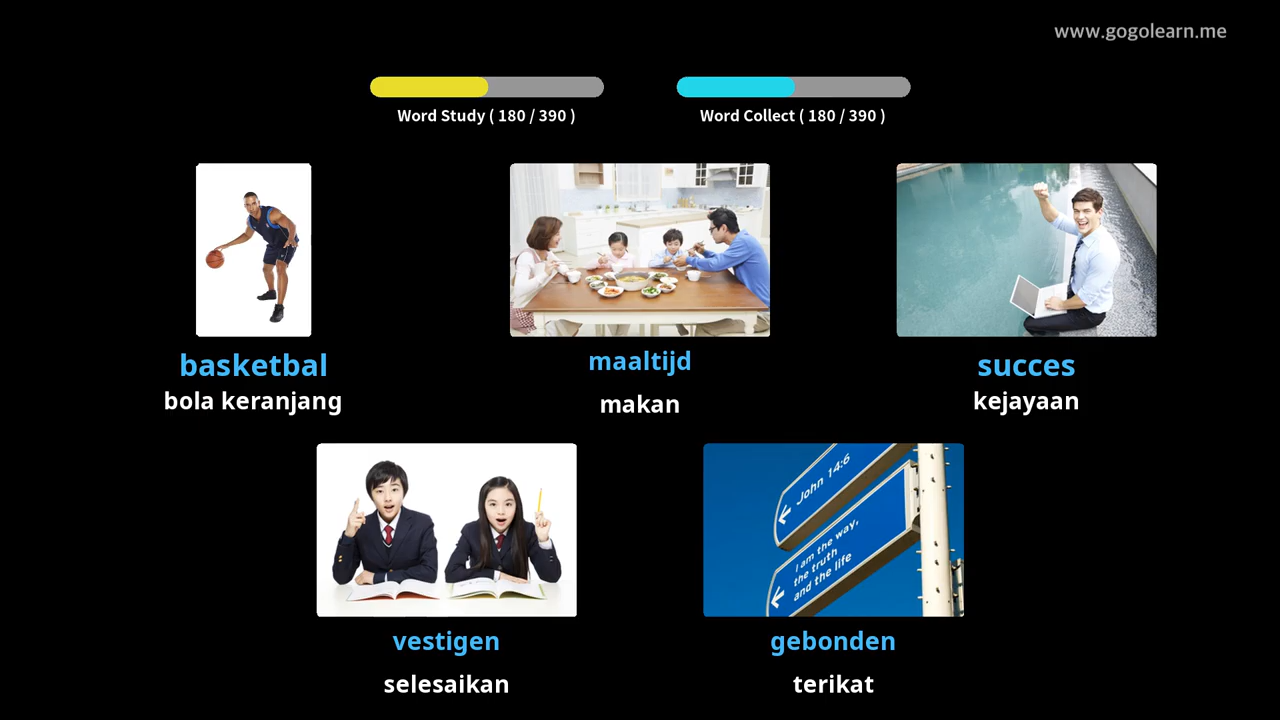 www.gogolearn.me
Word Study ( 180 / 390 )
Word Collect ( 180 / 390 )
basketbal
bola keranjang
maaltijd
makan
succes
kejayaan
John 14:6
I am the way,
the truth
and the life
vestigen
selesaikan
gebonden
terikat